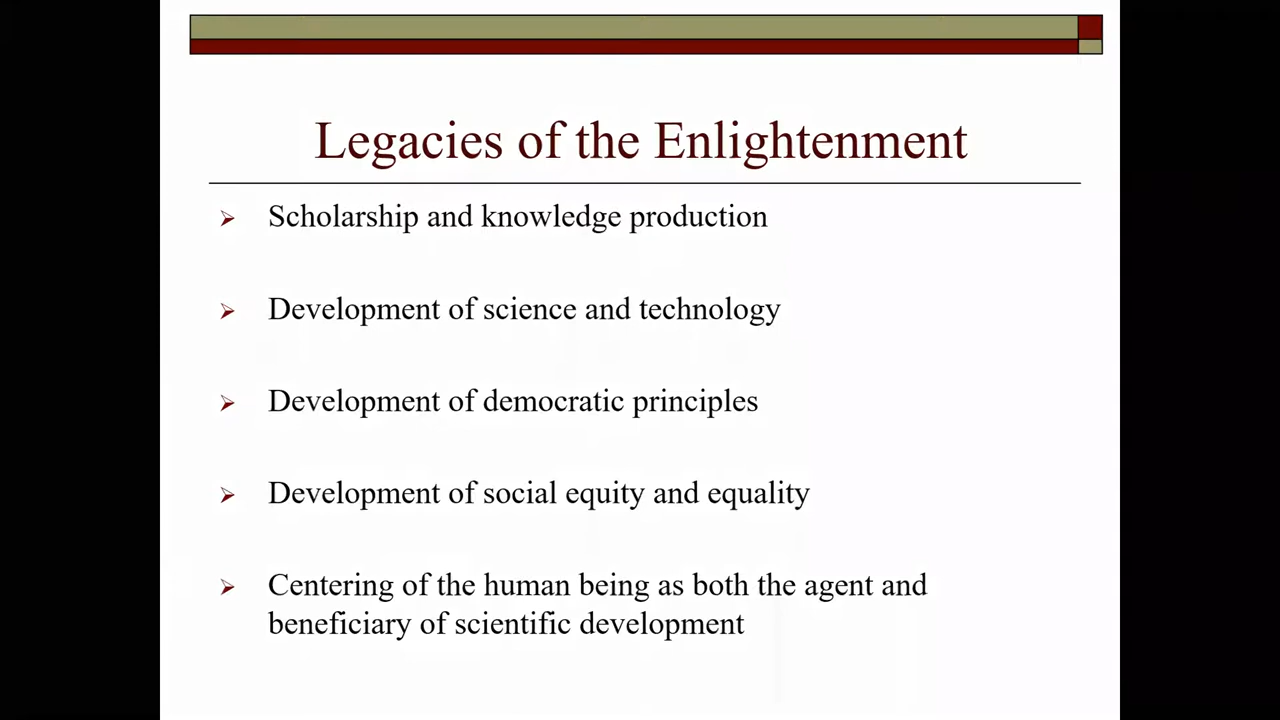 Legacies of the Enlightenment
Scholarship and knowledge production
Development of science and technology
Development of democratic principles
Development of social equity and equality
Centering of the human being as both the agent and
beneficiary of scientific development